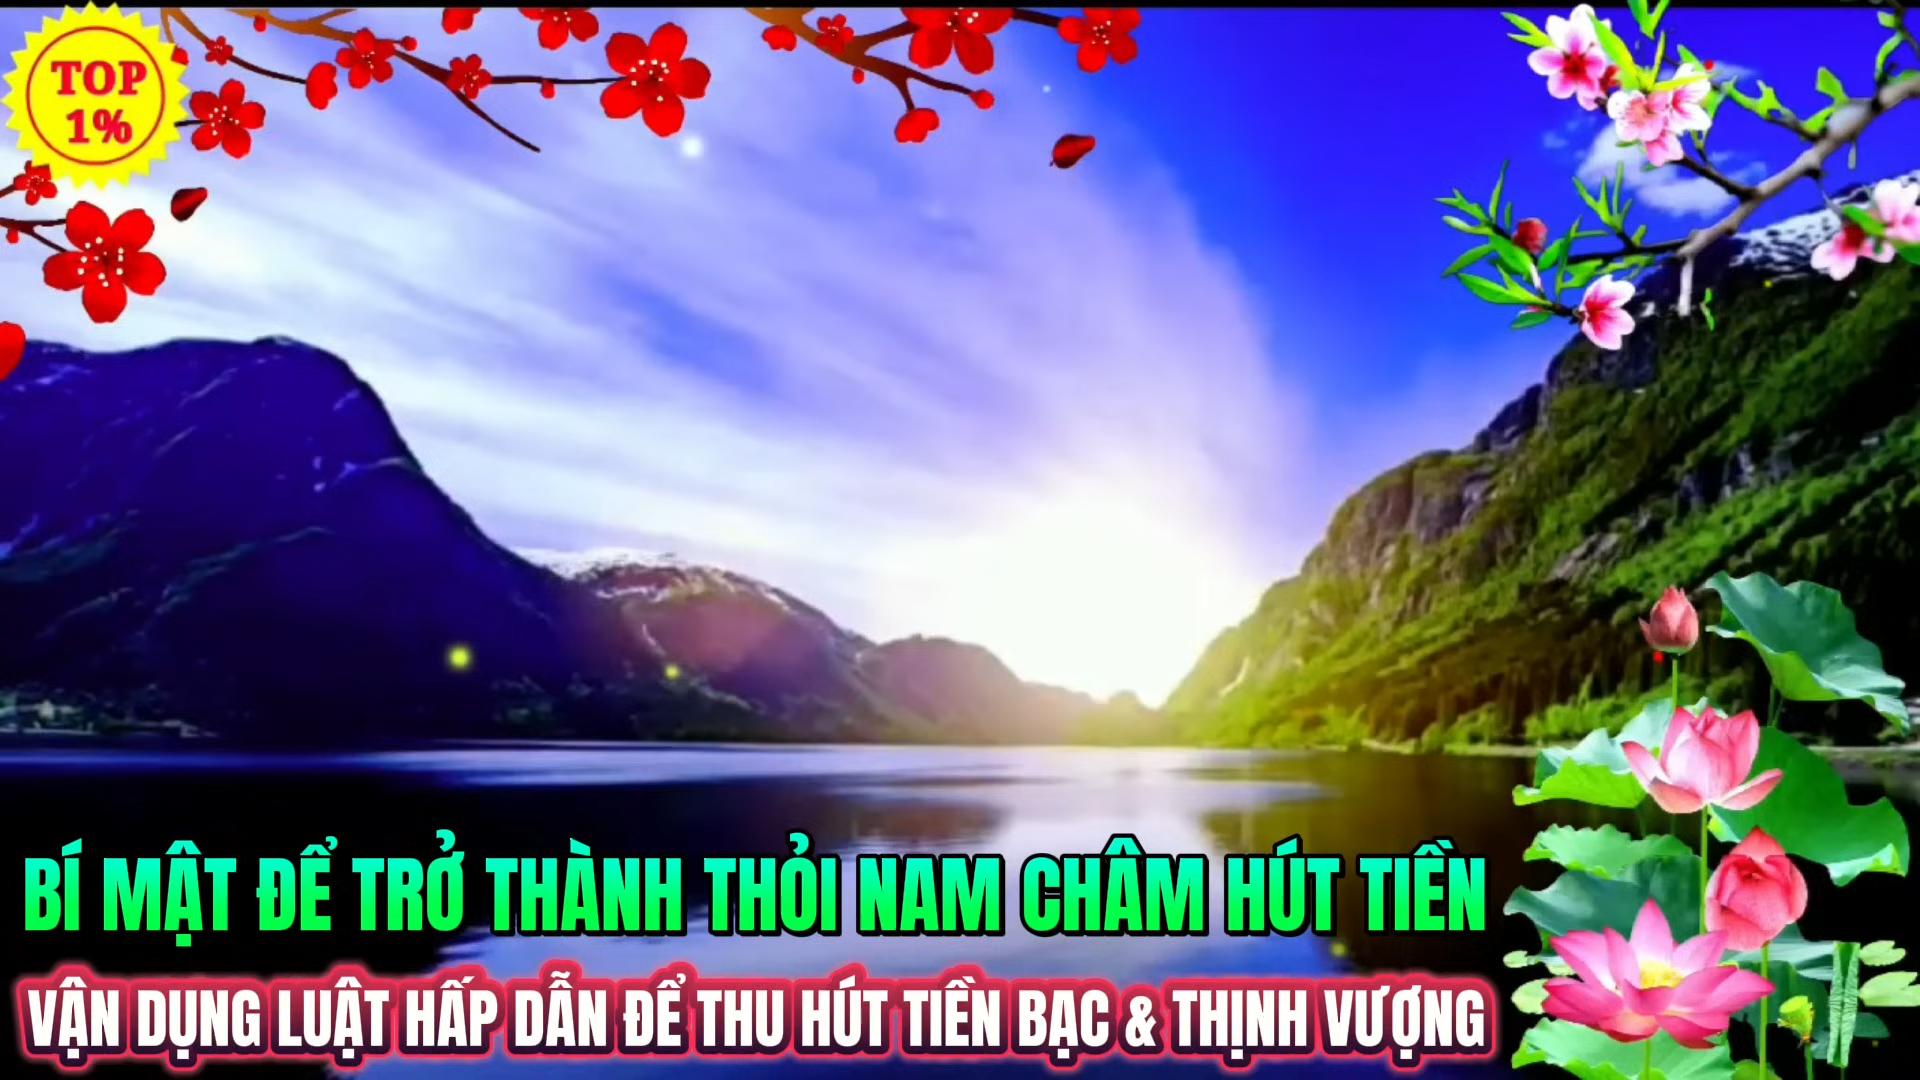 TOP
1%
BÍ MẬT ĐỂ TRỞ THÀNH THỎI NAM CHÂM HÚT TIỀN
VẬN DỤNG LUẬT HẤP DẪN ĐỂ THU HÚT TIỀN BẠC & THỊNH VƯỢNG